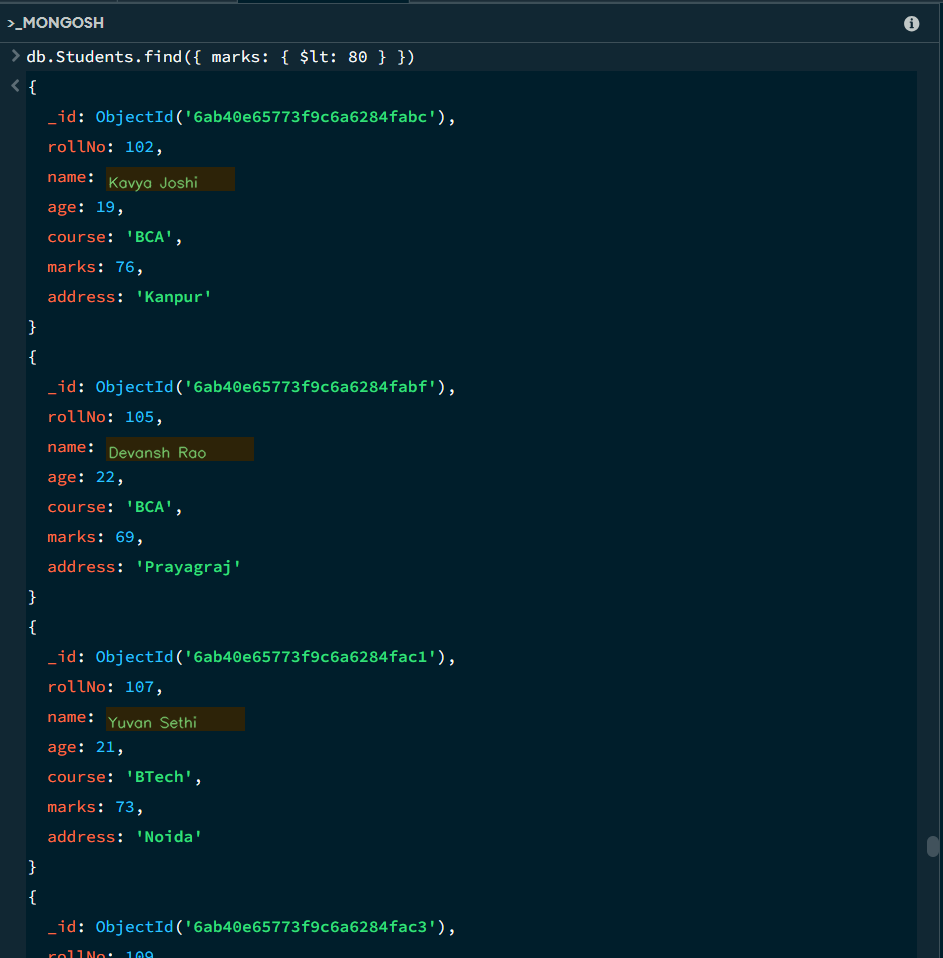 >_MONGOSH
> db.Students.find({ marks: { $lt: 80 } })
< {
_id: ObjectId('6ab40e65773f9c6a6284fabc'),
rollNo: 102,
name: Kavya Joshi
age: 19,
course: 'BCA',
marks: 76,
address: 'Kanpur'
}
{
_id: ObjectId('6ab40e65773f9c6a6284fabf'),
rollNo: 105,
name: Devansh Rao
age: 22,
course: 'BCA',
marks: 69,
address: 'Prayagraj'
}
{
_id: ObjectId('6ab40e65773f9c6a6284fac1'),
rollNo: 107,
name: Yuvan Sethi
age: 21,
course: 'BTech',
marks: 73,
address: 'Noida'
}
{
_id: ObjectId('6ab40e65773f9c6a6284fac3'),
rollNo: 109